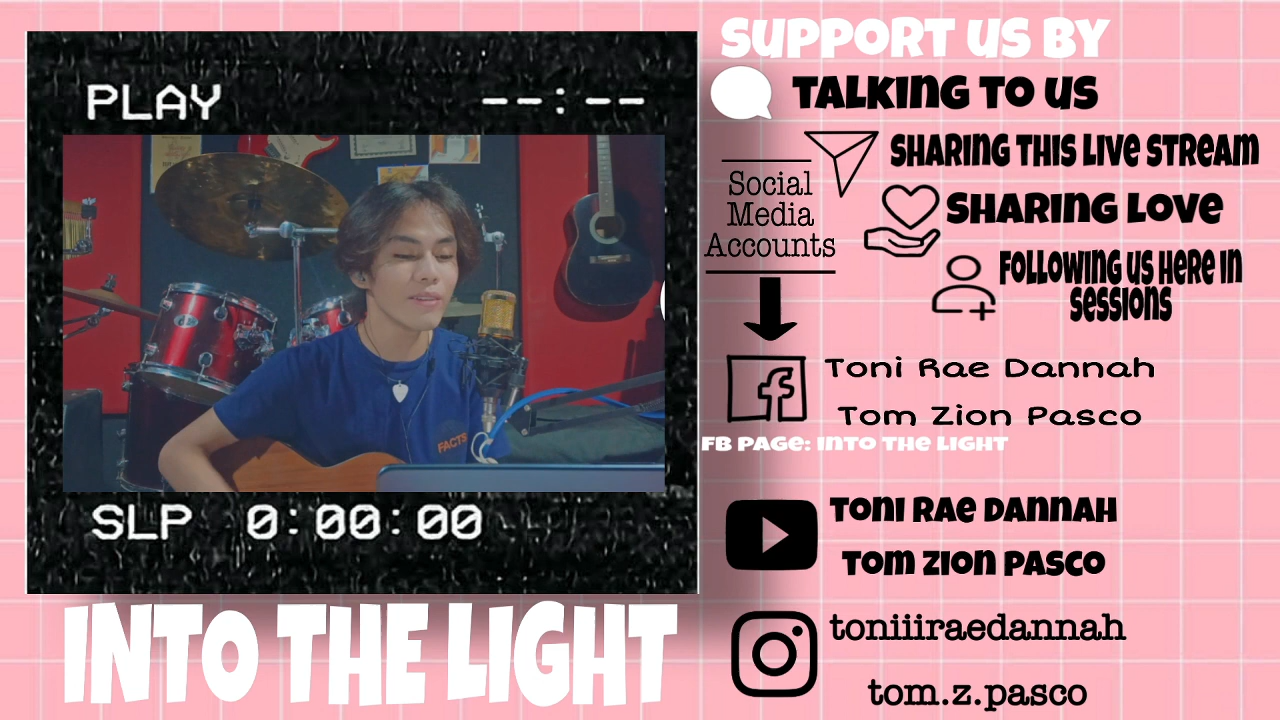 PLAY --:--
FACTS
SLP 0:00:00
INTO THE LIGHT
SUPPORT US BY
TALKING TO US
SHARING THIS LIVE STREAM
SHARING LOVE
FOLLOWING US HERE IN
SESSIONS
Social
Media
Accounts
Toni Rae Dannah
Tom Zion Pasco
FB PAGE: INTO THE LIGHT
TONI RAE DANNAH
TOM ZION PASCO
toniiiraedannah
tom.z.pasco